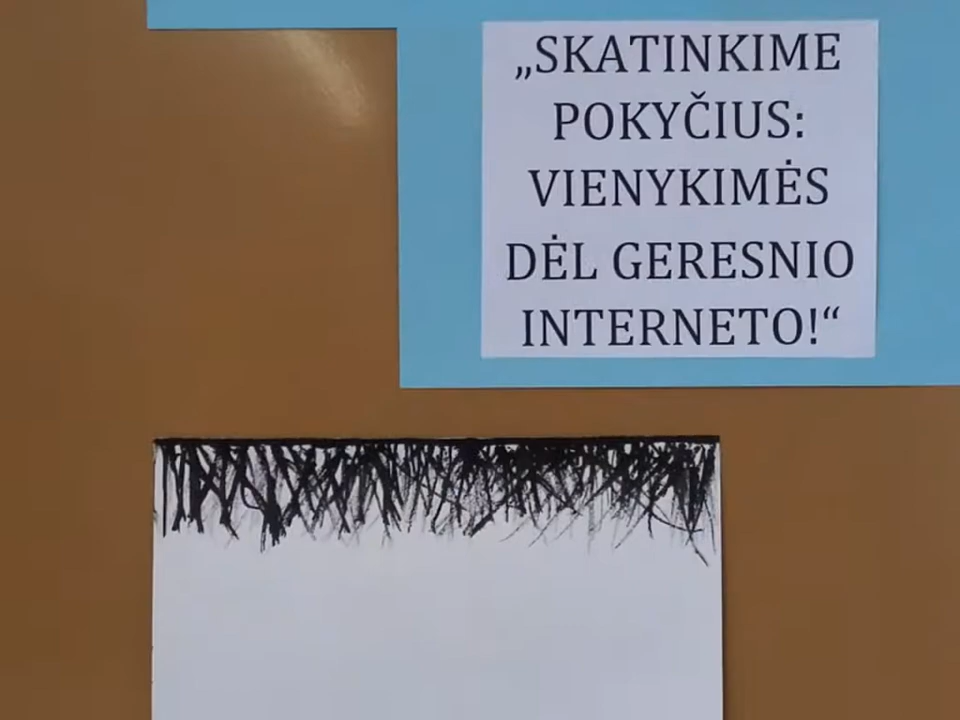 „SKATINKIME
POKYČIUS:
VIENYKIMĖS
DĖL GERESNIO
INTERNETO!“